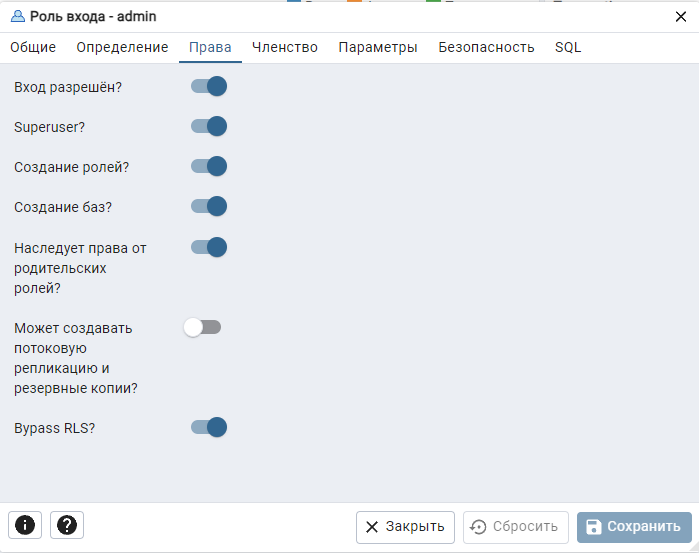 Роль входа - admin
Общие Определение Права Членство Параметры Безопасность SQL
Вход разрешён?
Superuser?
Создание ролей?
Создание баз?
Наследует права от
родительских
ролей?
Может создавать
потоковую
репликацию и
резервные копии?
Bypass RLS?
Закрыть Сбросить Сохранить